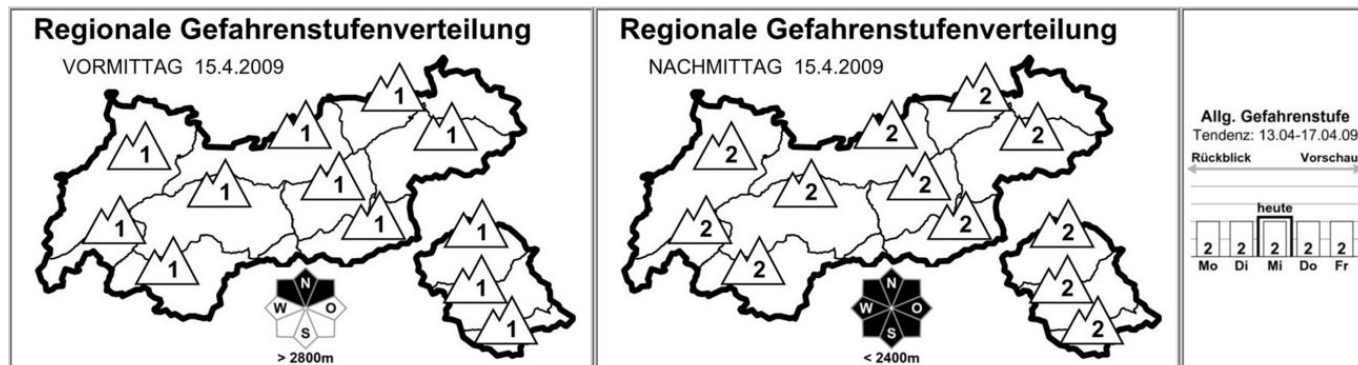 Regionale Gefahrenstufenverteilung
VORMITTAG 15.4.2009
1
1
1
1
1
1
1
1
1
1
1
1
N
W O
S
> 2800m
Regionale Gefahrenstufenverteilung
NACHMITTAG 15.4.2009
2
2
2
2
2
2
2
2
2
2
2
2
N
W O
S
< 2400m
Allg. Gefahrenstufe
Tendenz: 13.04-17.04.09
Rückblick Vorschau
heute
2 2 2 2 2
Mo Di Mi Do Fr